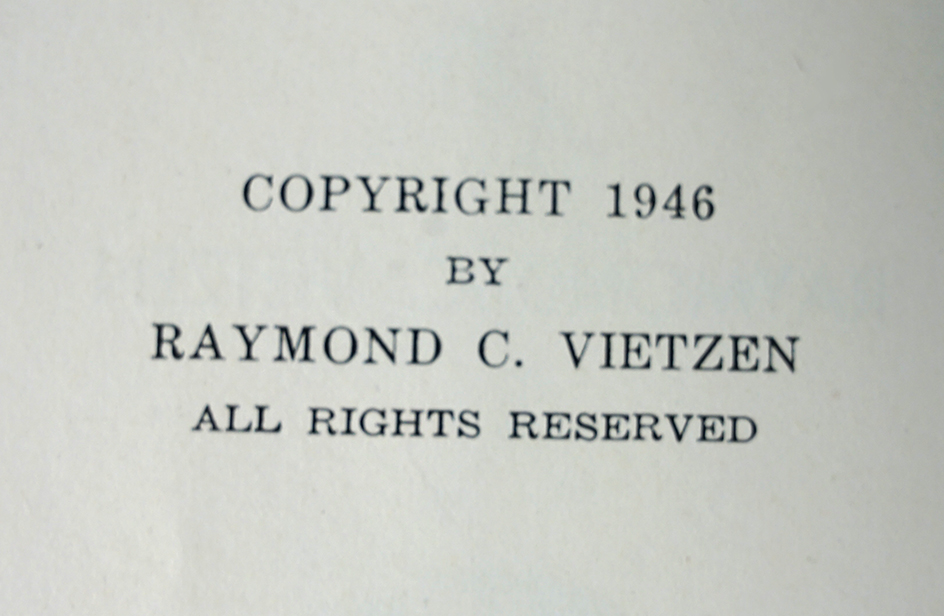 COPYRIGHT 1946
BY
RAYMOND C. VIETZEN
ALL RIGHTS RESERVED